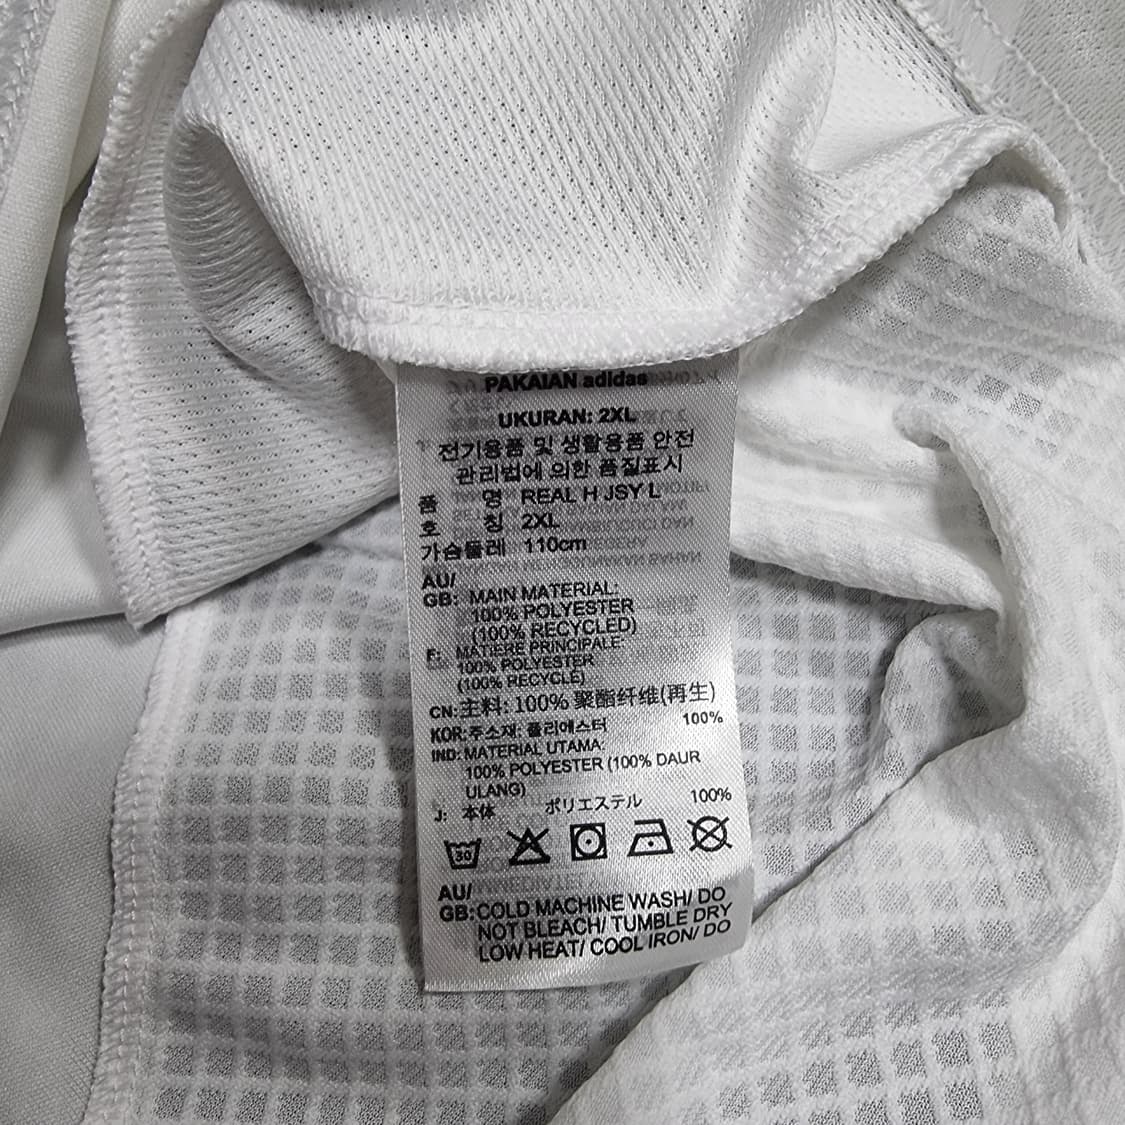 PAKAIAN adidas
UKURAN: 2XL
전기용품 및 생활용품 안전
관리법에 의한 품질표시
품 명 REAL H JSY L
호 칭 2XL
가슴둘레 110cm
AU/
GB: MAIN MATERIAL:
100% POLYESTER
(100% RECYCLED)
F: MATIÈRE PRINCIPALE:
100% POLYESTER
(100% RECYCLÉ)
CN: 主料: 100% 聚酯纤维(再生)
KOR: 주소재: 폴리에스터 100%
IND: MATERIAL UTAMA:
100% POLYESTER (100% DAUR
ULANG)
J: 本体 ポリエステル 100%
30
AU/
GB: COLD MACHINE WASH/ DO
NOT BLEACH/ TUMBLE DRY
LOW HEAT/ COOL IRON/ DO